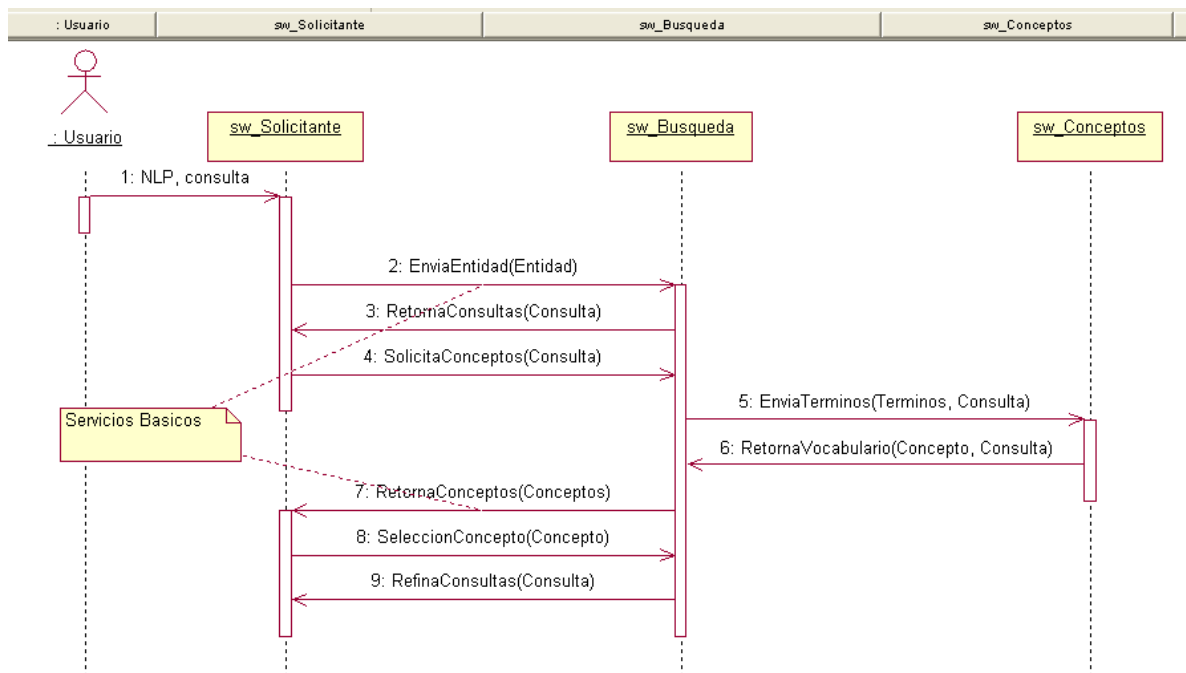 : Usuario
sw_Solicitante
sw_Busqueda
sw_Conceptos
: Usuario
sw_Solicitante
sw_Busqueda
sw_Conceptos
1: NLP, consulta
2: EnviaEntidad(Entidad)
3: RetornaConsultas(Consulta)
4: SolicitaConceptos(Consulta)
5: EnviaTerminos(Terminos, Consulta)
Servicios Basicos
6: RetornaVocabulario(Concepto, Consulta)
7: RetornaConceptos(Conceptos)
8: SeleccionConcepto(Concepto)
9: RefinaConsultas(Consulta)